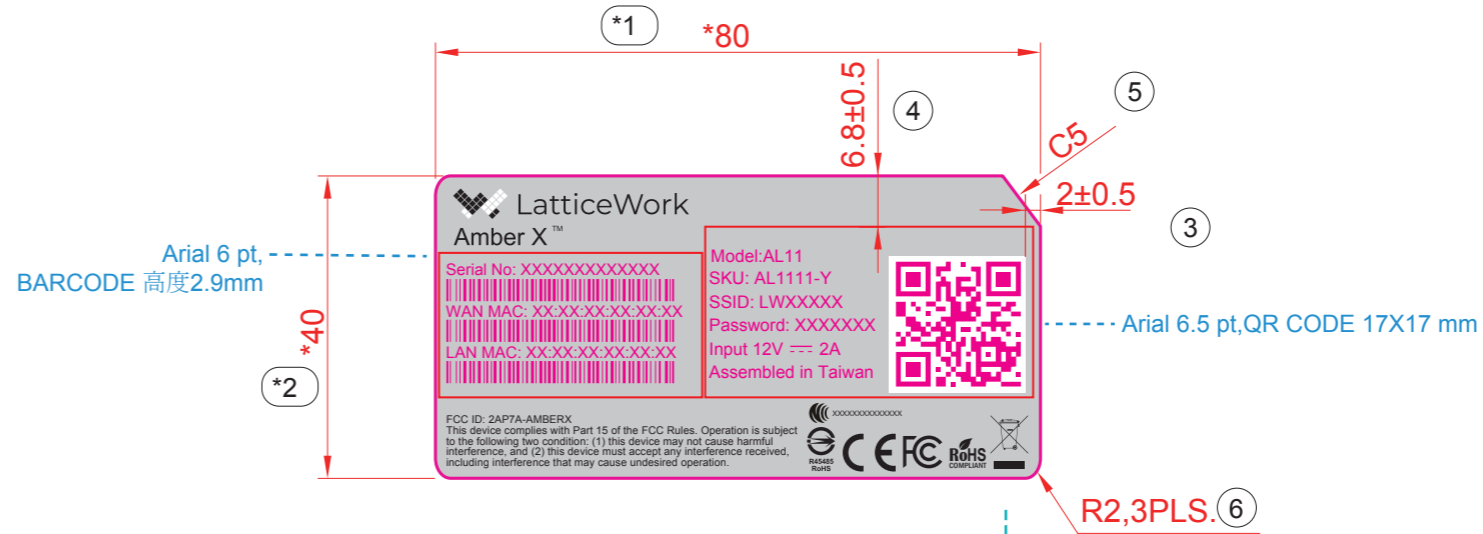 *1
*80
6.8±0.5
4
5
C5
2±0.5
3
LatticeWork
Amber X™
Arial 6 pt,
BARCODE 高度2.9mm
*40
*2
Serial No: XXXXXXXXXXXXX
WAN MAC: XX:XX:XX:XX:XX:XX
LAN MAC: XX:XX:XX:XX:XX:XX
Model:AL11
SKU: AL1111-Y
SSID: LWXXXXX
Password: XXXXXXX
Input 12V ⎓ 2A
Assembled in Taiwan
Arial 6.5 pt,QR CODE 17X17 mm
FCC ID: 2AP7A-AMBERX
This device complies with Part 15 of the FCC Rules. Operation is subject
to the following two condition: (1) this device may not cause harmful
interference, and (2) this device must accept any interference received,
including interference that may cause undesired operation.
xxxxxxxxxxxxxx
R45485
RoHS
CE
FC
RoHS
COMPLIANT
R2,3PLS.
6